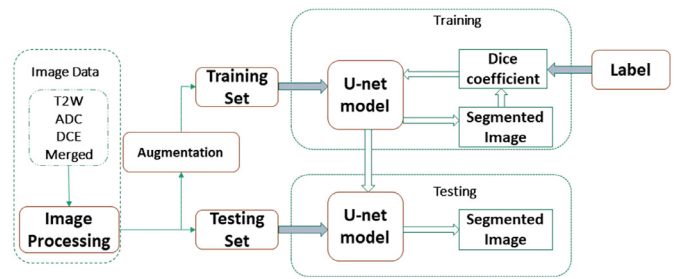 Image Data
T2W
ADC
DCE
Merged
Image
Processing
Augmentation
Training
Set
Testing
Set
Training
U-net
model
Dice
coefficient
Label
Segmented
Image
Testing
U-net
model
Segmented
Image